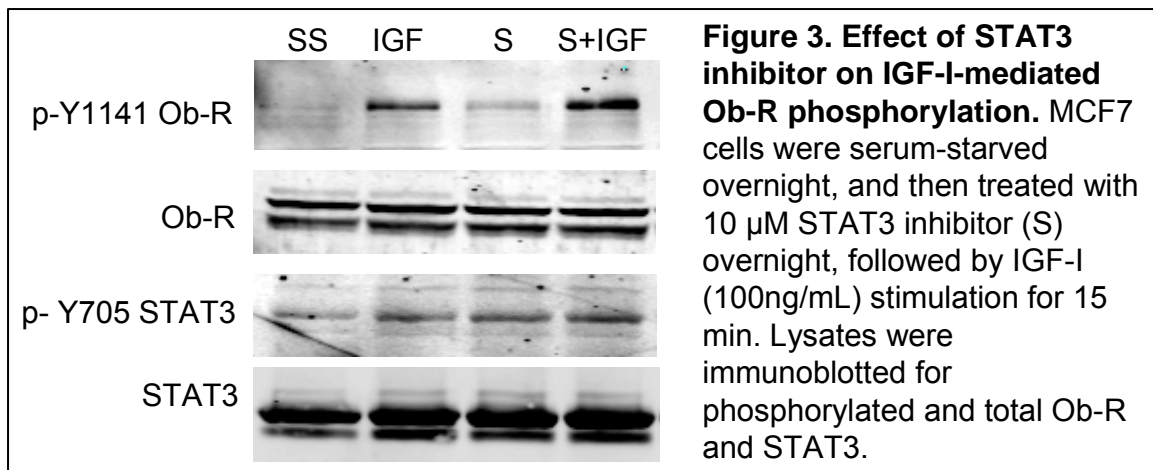 SS IGF S S+IGF
p-Y1141 Ob-R
Ob-R
p- Y705 STAT3
STAT3
Figure 3. Effect of STAT3
inhibitor on IGF-I-mediated
Ob-R phosphorylation. MCF7
cells were serum-starved
overnight, and then treated with
10 µM STAT3 inhibitor (S)
overnight, followed by IGF-I
(100ng/mL) stimulation for 15
min. Lysates were
immunoblotted for
phosphorylated and total Ob-R
and STAT3.